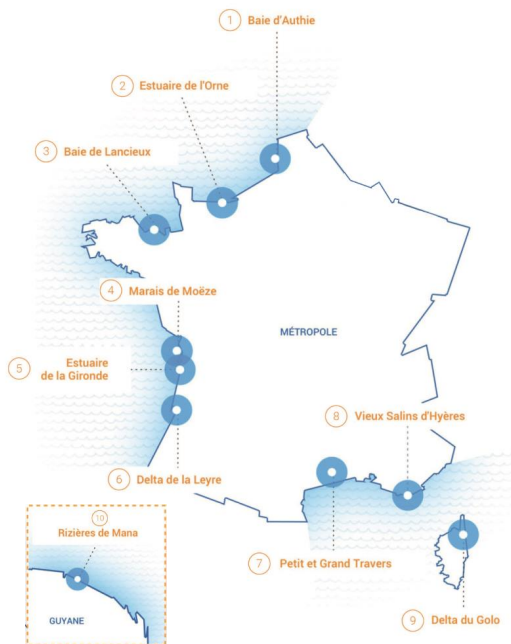 1 Baie d'Authie
2 Estuaire de l'Orne
3 Baie de Lancieux
4 Marais de Moëze
MÉTROPOLE
5 Estuaire
de la Gironde
8 Vieux Salins d'Hyères
6 Delta de la Leyre
10
Rizières de Mana
7 Petit et Grand Travers
GUYANE
9 Delta du Golo